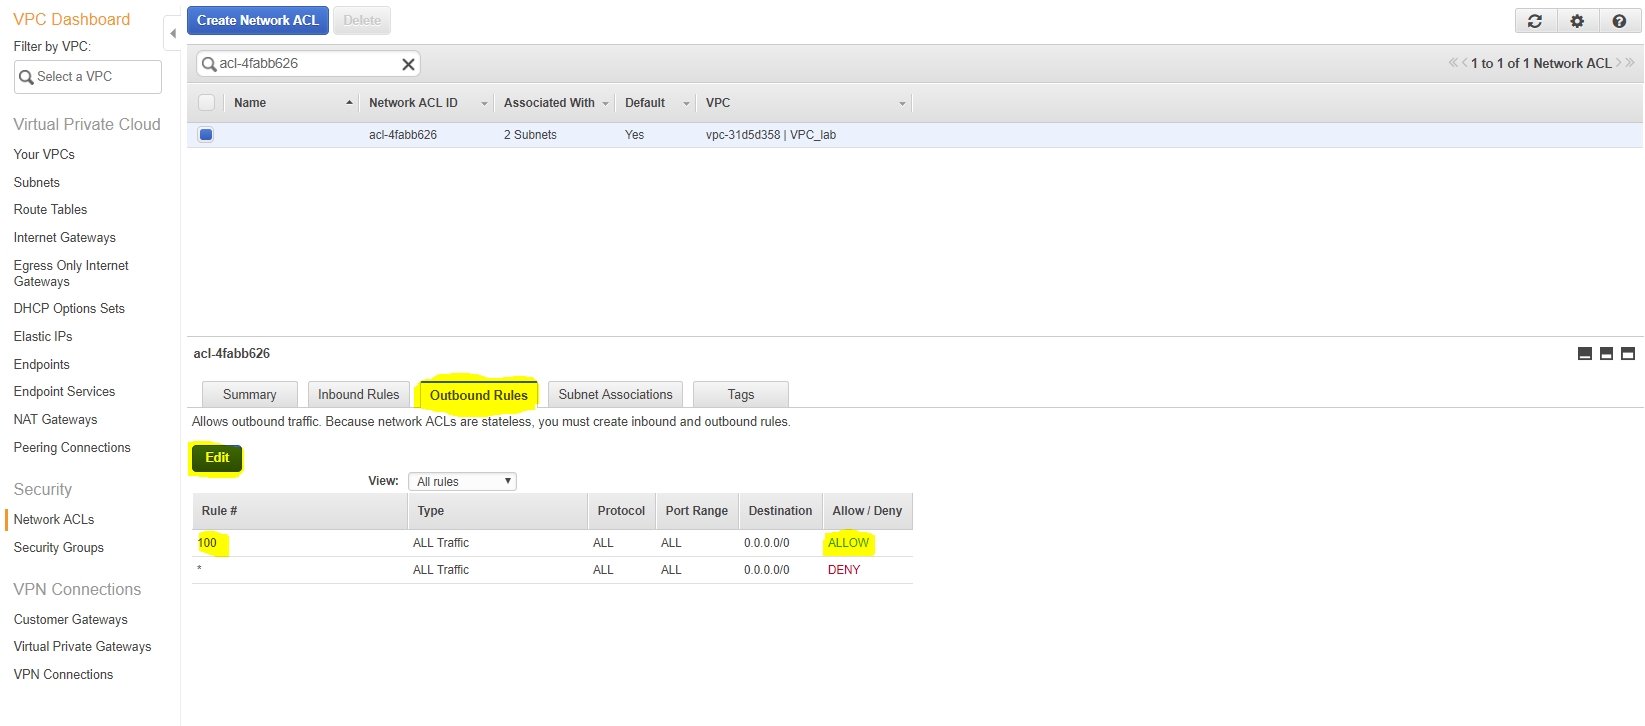 VPC Dashboard
Filter by VPC:
Select a VPC
Virtual Private Cloud
Your VPCs
Subnets
Route Tables
Internet Gateways
Egress Only Internet
Gateways
DHCP Options Sets
Elastic IPs
Endpoints
Endpoint Services
NAT Gateways
Peering Connections
Security
Network ACLs
Security Groups
VPN Connections
Customer Gateways
Virtual Private Gateways
VPN Connections
Create Network ACL Delete
acl-4fabb626
1 to 1 of 1 Network ACL
Name Network ACL ID Associated With Default VPC
acl-4fabb626 2 Subnets Yes vpc-31d5d358 | VPC_lab
acl-4fabb626
Summary Inbound Rules Outbound Rules Subnet Associations Tags
Allows outbound traffic. Because network ACLs are stateless, you must create inbound and outbound rules.
Edit
View: All rules
Rule # Type Protocol Port Range Destination Allow / Deny
100 ALL Traffic ALL ALL 0.0.0.0/0 ALLOW
* ALL Traffic ALL ALL 0.0.0.0/0 DENY